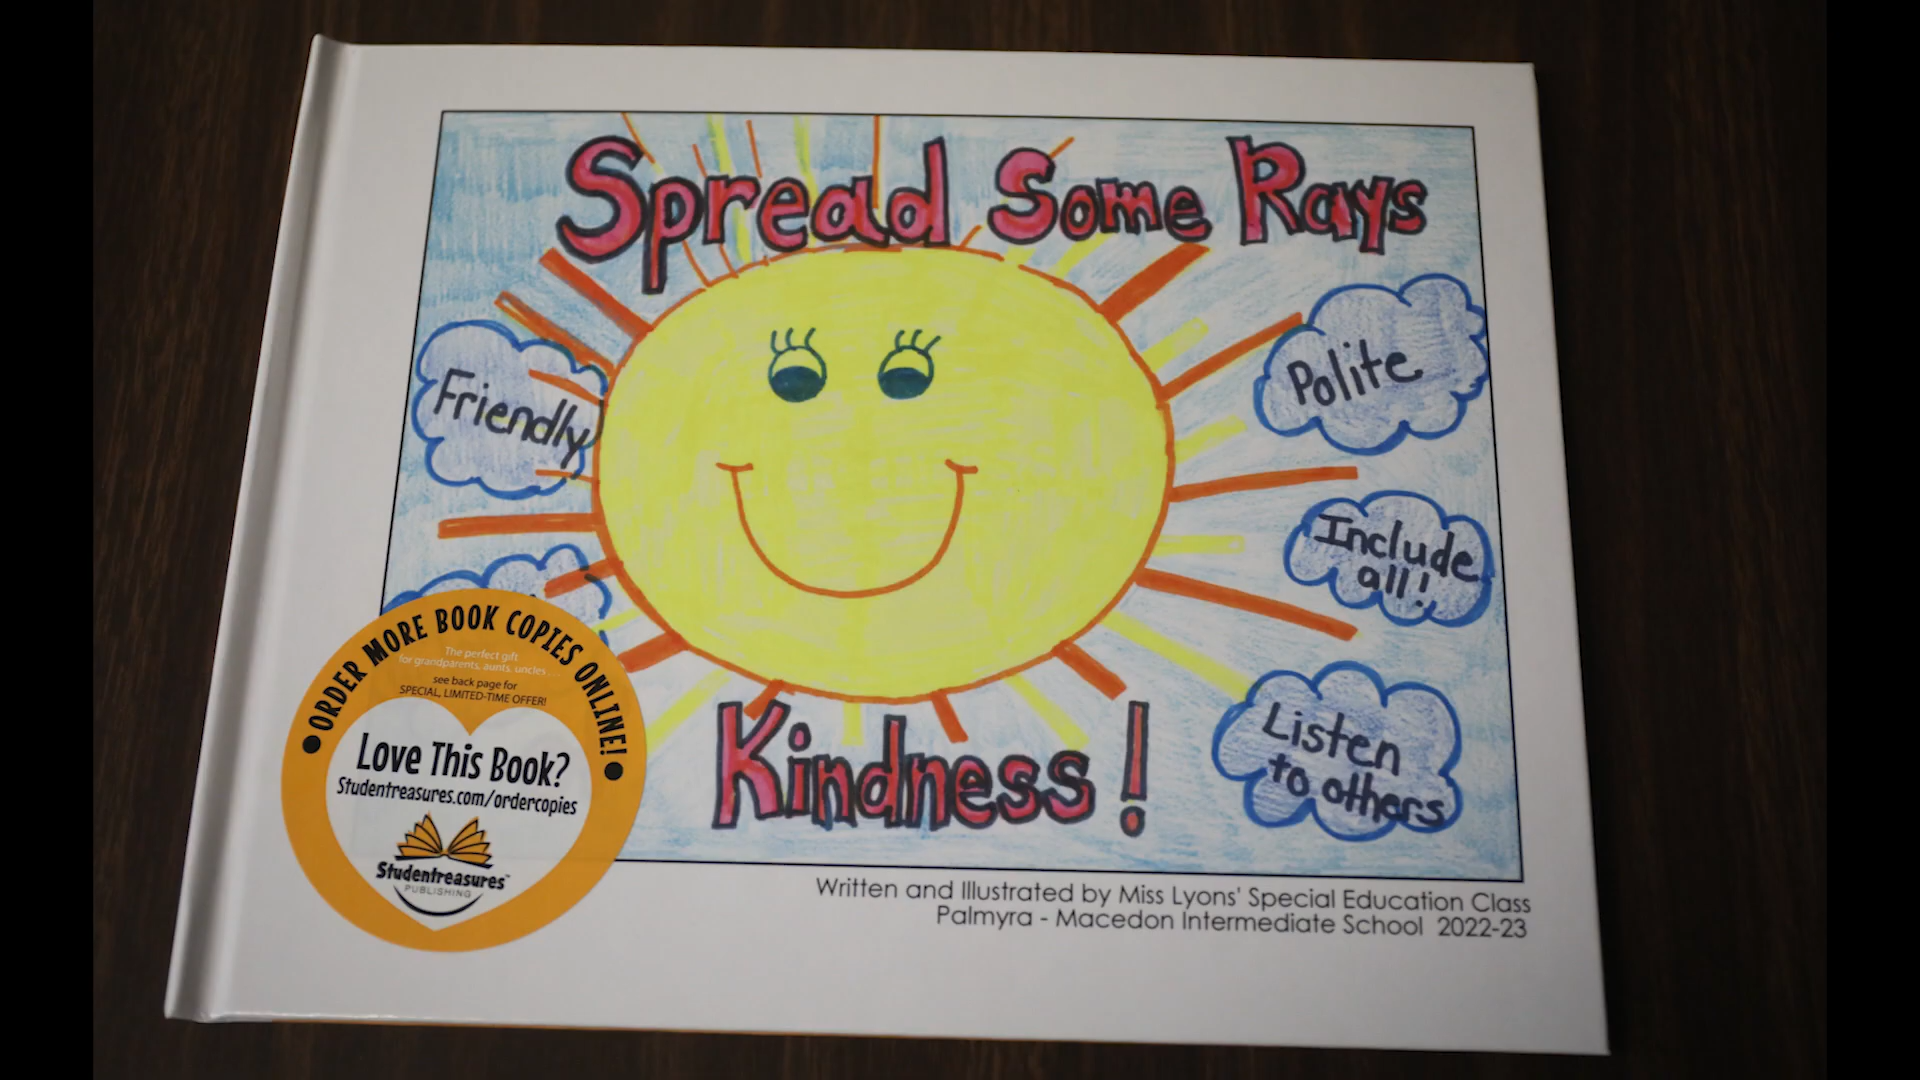 Spread Some Rays
Friendly
Polite
Include
all!
Listen
to others
Kindness!
ORDER MORE BOOK COPIES ONLINE!
The perfect gift
for grandparents, aunts, uncles...
see back page for
SPECIAL, LIMITED-TIME OFFER!
Love This Book?
Studentreasures.com/ordercopies
Studentreasures
PUBLISHING
Written and Illustrated by Miss Lyons' Special Education Class
Palmyra - Macedon Intermediate School 2022-23